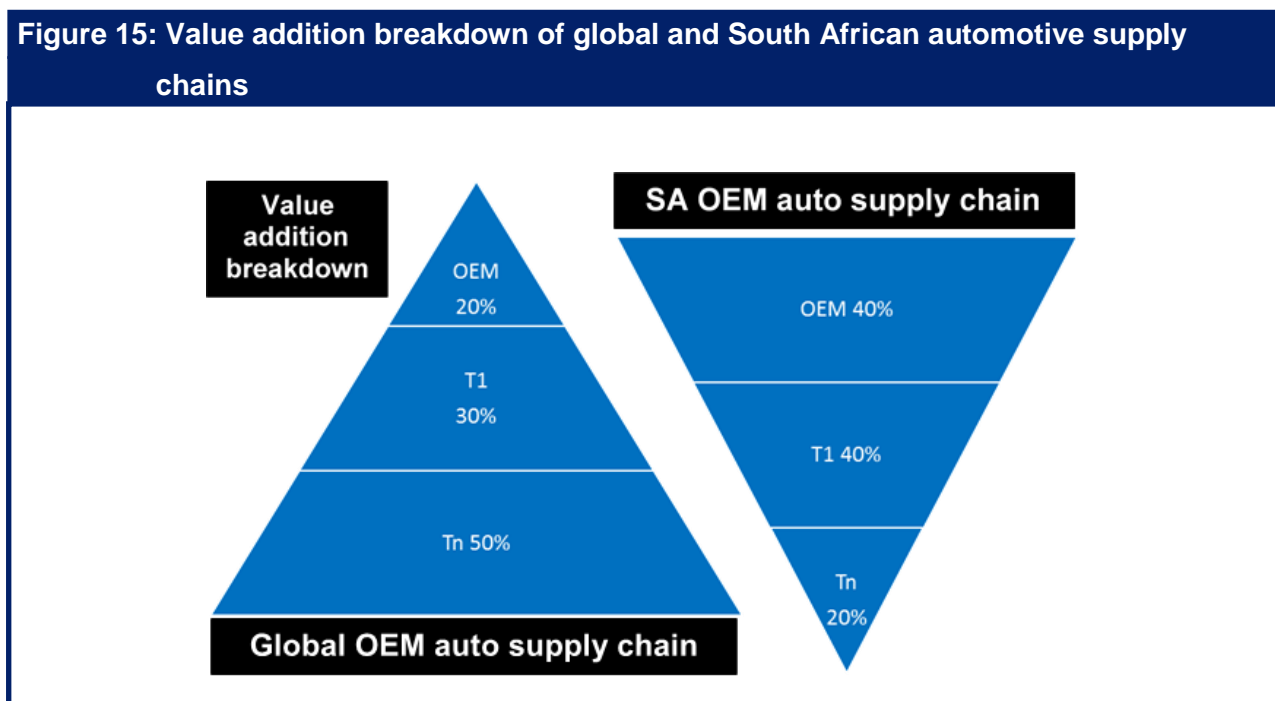 Figure 15: Value addition breakdown of global and South African automotive supply
chains
Value
addition
breakdown
OEM
20%
T1
30%
Tn 50%
Global OEM auto supply chain
SA OEM auto supply chain
OEM 40%
T1 40%
Tn
20%